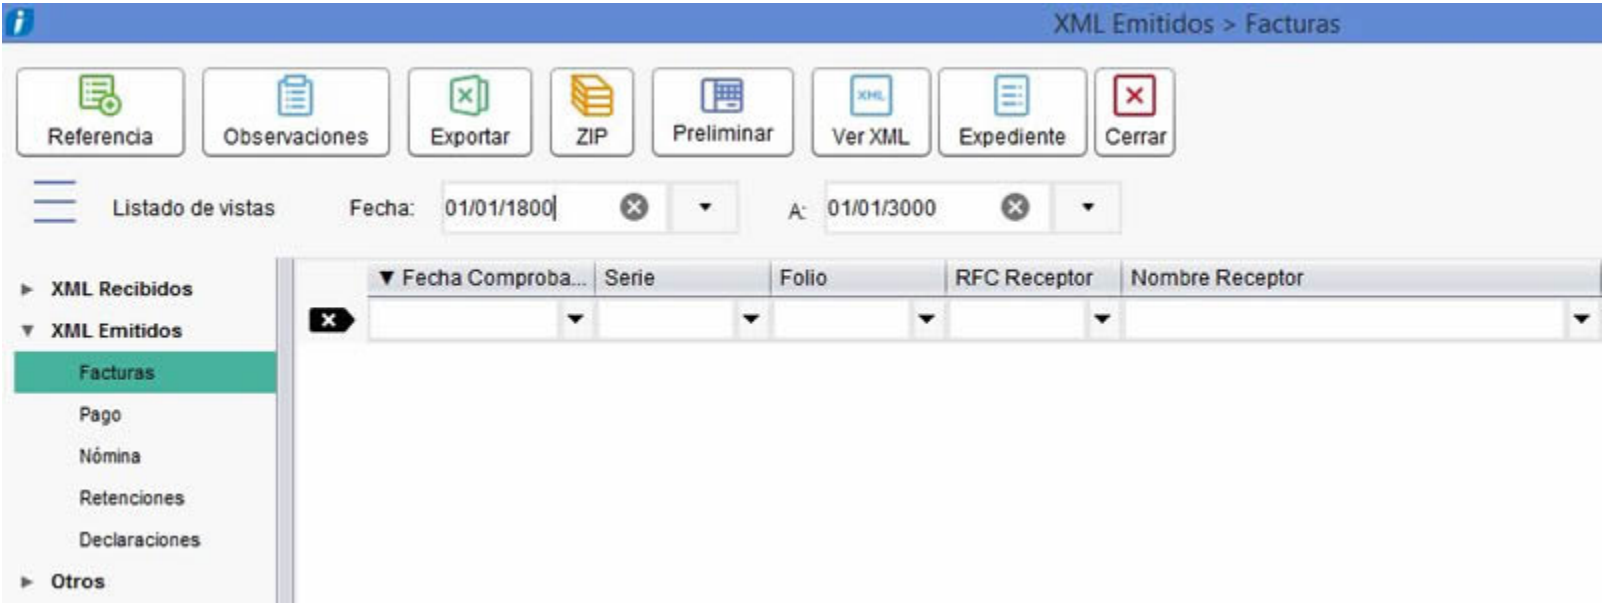 XML Emitidos > Facturas
XML
Referencia Observaciones Exportar ZIP Preliminar Ver XML Expediente Cerrar
Listado de vistas Fecha: 01/01/1800 A: 01/01/3000
▼ Fecha Comproba... Serie Folio RFC Receptor Nombre Receptor
XML Recibidos
XML Emitidos
Facturas
Pago
Nómina
Retenciones
Declaraciones
Otros